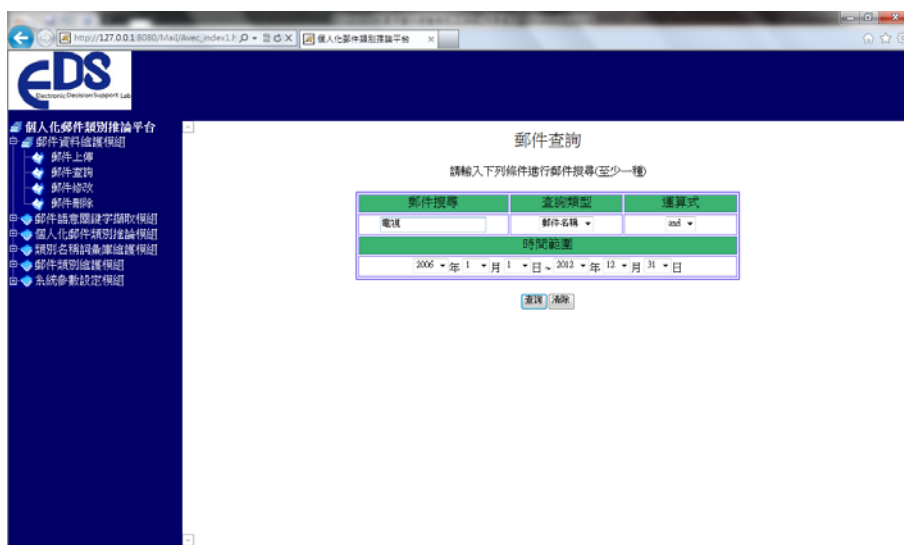 http://127.0.0.1:8080/Mail/Avec_index1.h
個人化郵件類別推論平台 ×
EDS
Electronic Decision Support Lab
個人化郵件類別推論平台
郵件資料維護模組
郵件上傳
郵件查詢
郵件修改
郵件刪除
郵件語意關鍵字擷取模組
個人化郵件類別推論模組
類別名稱詞彙庫維護模組
郵件類別維護模組
系統參數設定模組
郵件查詢
請輸入下列條件進行郵件搜尋(至少一種)
郵件搜尋 查詢類型 運算式
電視 郵件名稱 and
時間範圍
2006 年 1 月 1 日 ~ 2012 年 12 月 31 日
查詢 清除